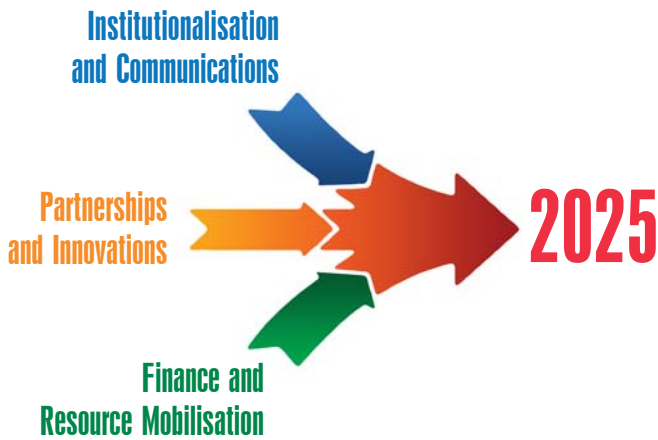 Institutionalisation
and Communications
Partnerships
and Innovations
2025
Finance and
Resource Mobilisation